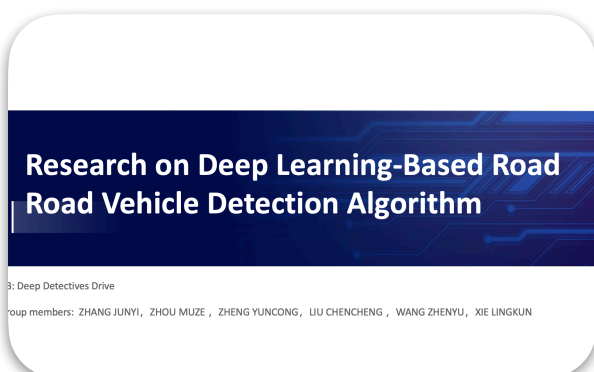 Research on Deep Learning-Based Road
Road Vehicle Detection Algorithm
3: Deep Detectives Drive
roup members: ZHANG JUNYI, ZHOU MUZE , ZHENG YUNCONG, LIU CHENCHENG , WANG ZHENYU, XIE LINGKUN